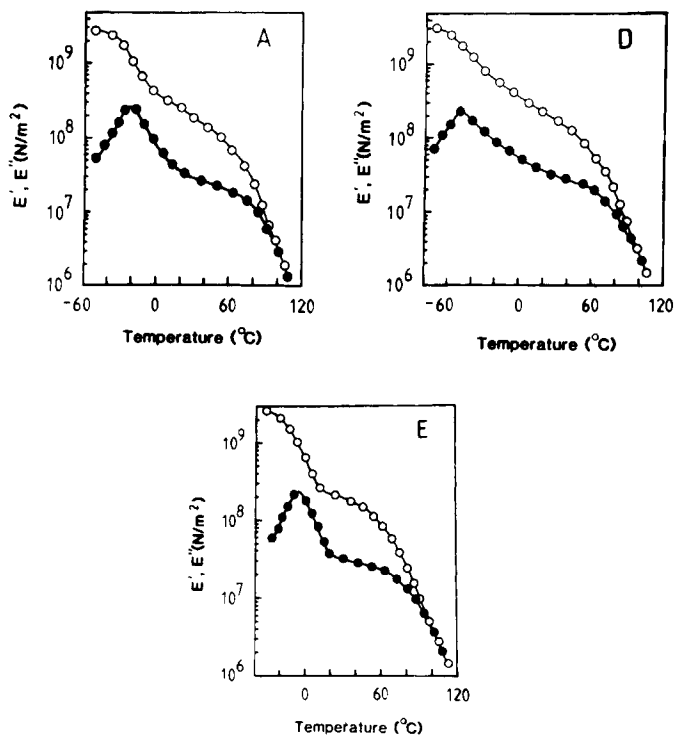 A
10⁹
10⁸
10⁷
10⁶
E', E" (N/m²)
-60 0 60 120
Temperature (°C)
D
10⁹
10⁸
10⁷
10⁶
E', E" (N/m²)
-60 0 60 120
Temperature (°C)
E
10⁹
10⁸
10⁷
10⁶
E', E" (N/m²)
0 60 120
Temperature (°C)